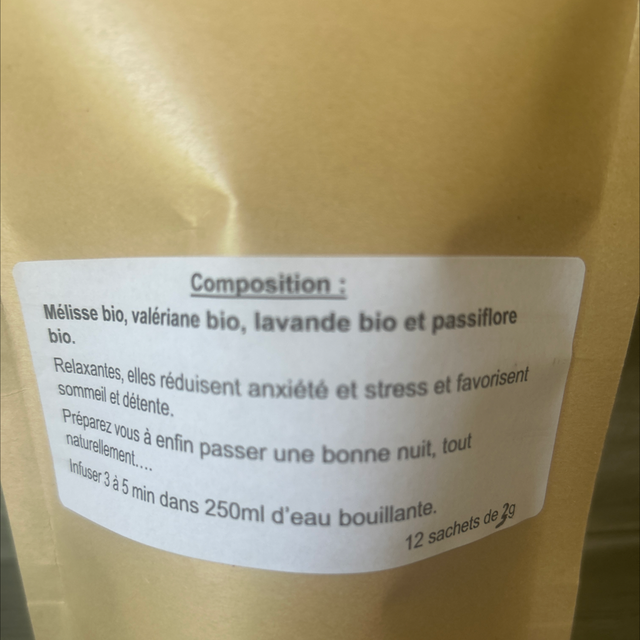 Composition :
Mélisse bio, valériane bio, lavande bio et passiflore
bio.
Relaxantes, elles réduisent anxiété et stress et favorisent
sommeil et détente.
Préparez vous à enfin passer une bonne nuit, tout
naturellement....
Infuser 3 à 5 min dans 250ml d'eau bouillante.
12 sachets de g